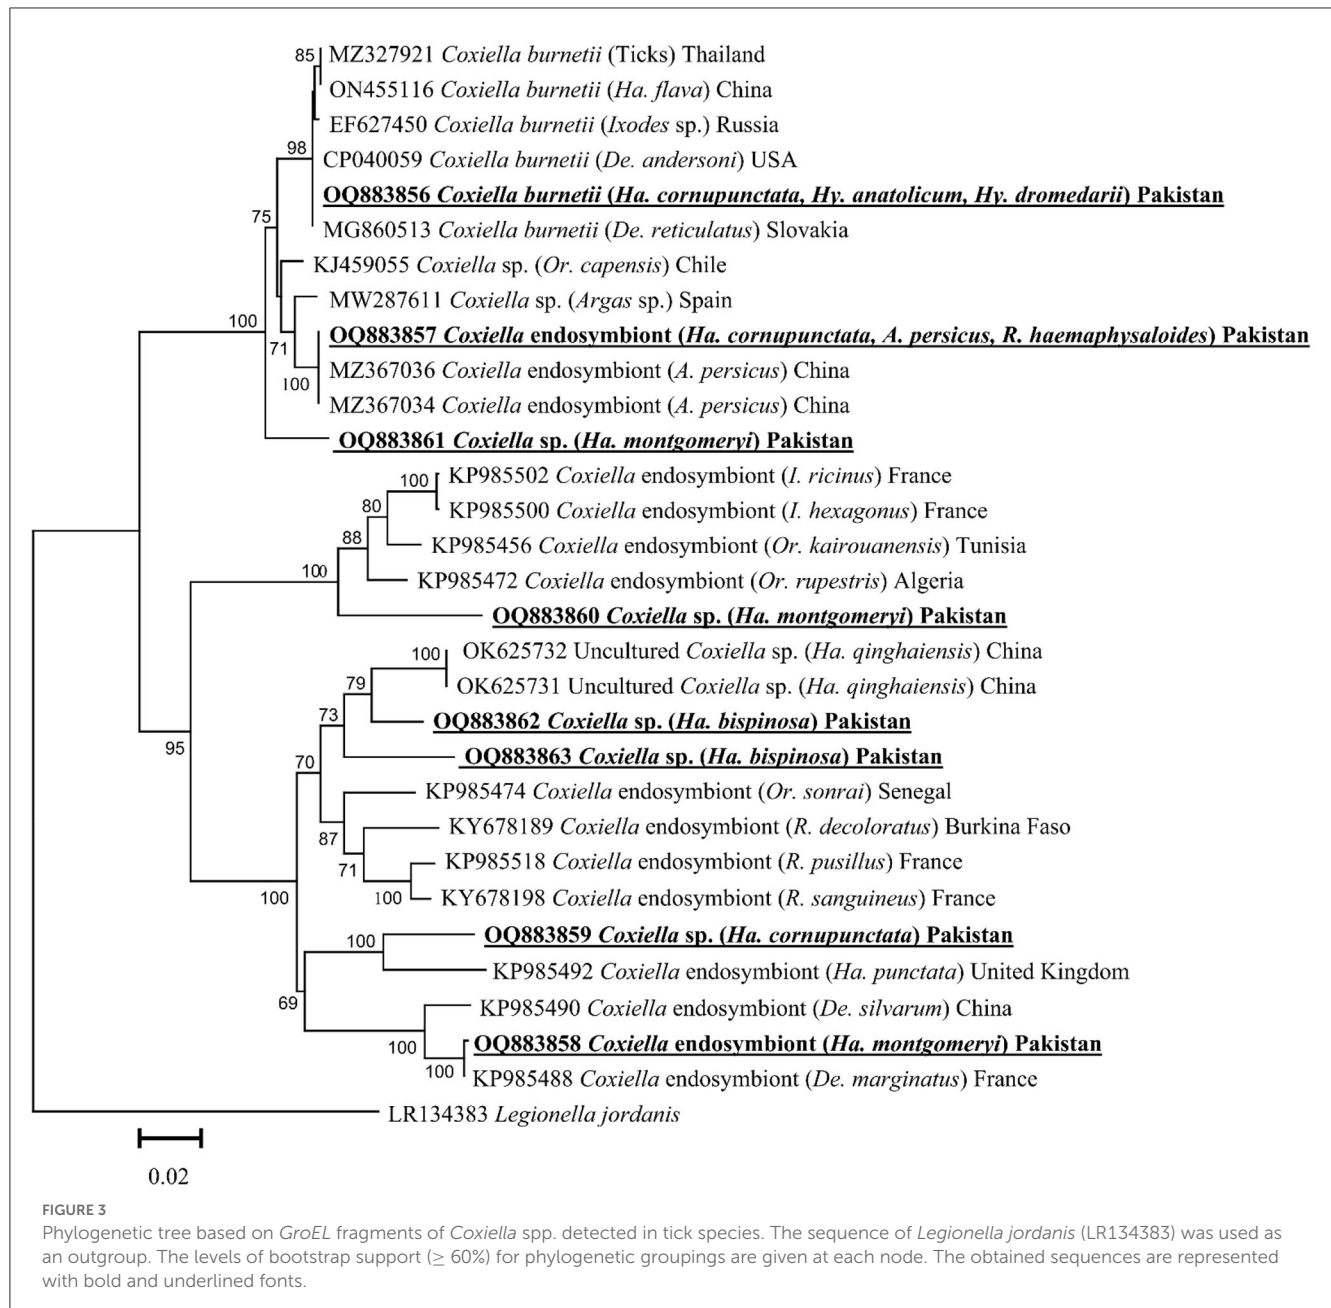 85 MZ327921 Coxiella burnetii (Ticks) Thailand
ON455116 Coxiella burnetii (Ha. flava) China
EF627450 Coxiella burnetii (Ixodes sp.) Russia
98 CP040059 Coxiella burnetii (De. andersoni) USA
OQ883856 Coxiella burnetii (Ha. cornupunctata, Hy. anatolicum, Hy. dromedarii) Pakistan
75 MG860513 Coxiella burnetii (De. reticulatus) Slovakia
KJ459055 Coxiella sp. (Or. capensis) Chile
MW287611 Coxiella sp. (Argas sp.) Spain
100 OQ883857 Coxiella endosymbiont (Ha. cornupunctata, A. persicus, R. haemaphysaloides) Pakistan
71
MZ367036 Coxiella endosymbiont (A. persicus) China
100
MZ367034 Coxiella endosymbiont (A. persicus) China
OQ883861 Coxiella sp. (Ha. montgomeryi) Pakistan
100 KP985502 Coxiella endosymbiont (I. ricinus) France
80 KP985500 Coxiella endosymbiont (I. hexagonus) France
88 KP985456 Coxiella endosymbiont (Or. kairouanensis) Tunisia
100 KP985472 Coxiella endosymbiont (Or. rupestris) Algeria
OQ883860 Coxiella sp. (Ha. montgomeryi) Pakistan
100 OK625732 Uncultured Coxiella sp. (Ha. qinghaiensis) China
79 OK625731 Uncultured Coxiella sp. (Ha. qinghaiensis) China
73 OQ883862 Coxiella sp. (Ha. bispinosa) Pakistan
95 70 OQ883863 Coxiella sp. (Ha. bispinosa) Pakistan
KP985474 Coxiella endosymbiont (Or. sonrai) Senegal
87 KY678189 Coxiella endosymbiont (R. decoloratus) Burkina Faso
71 KP985518 Coxiella endosymbiont (R. pusillus) France
100 100 KY678198 Coxiella endosymbiont (R. sanguineus) France
100 OQ883859 Coxiella sp. (Ha. cornupunctata) Pakistan
KP985492 Coxiella endosymbiont (Ha. punctata) United Kingdom
69 KP985490 Coxiella endosymbiont (De. silvarum) China
100 OQ883858 Coxiella endosymbiont (Ha. montgomeryi) Pakistan
100 KP985488 Coxiella endosymbiont (De. marginatus) France
LR134383 Legionella jordanis
0.02
FIGURE 3
Phylogenetic tree based on GroEL fragments of Coxiella spp. detected in tick species. The sequence of Legionella jordanis (LR134383) was used as
an outgroup. The levels of bootstrap support (≥ 60%) for phylogenetic groupings are given at each node. The obtained sequences are represented
with bold and underlined fonts.